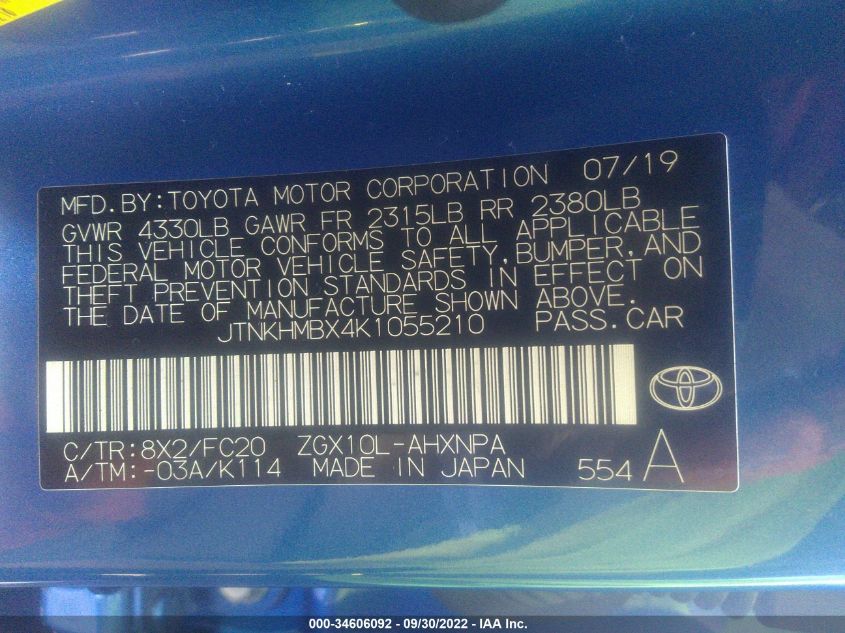 MFD.BY:TOYOTA MOTOR CORPORATION 07/19
GVWR 4330LB GAWR FR 2315LB RR 2380LB
THIS VEHICLE CONFORMS TO ALL APPLICABLE
FEDERAL MOTOR VEHICLE SAFETY,BUMPER,AND
THEFT PREVENTION STANDARDS IN EFFECT ON
THE DATE OF MANUFACTURE SHOWN ABOVE.
JTNKHMBX4K1055210 PASS.CAR
C/TR:8X2/FC20 ZGX10L-AHXNPA
A/TM:-03A/K114 MADE IN JAPAN 554 A
000-34606092 - 09/30/2022 - IAA Inc.